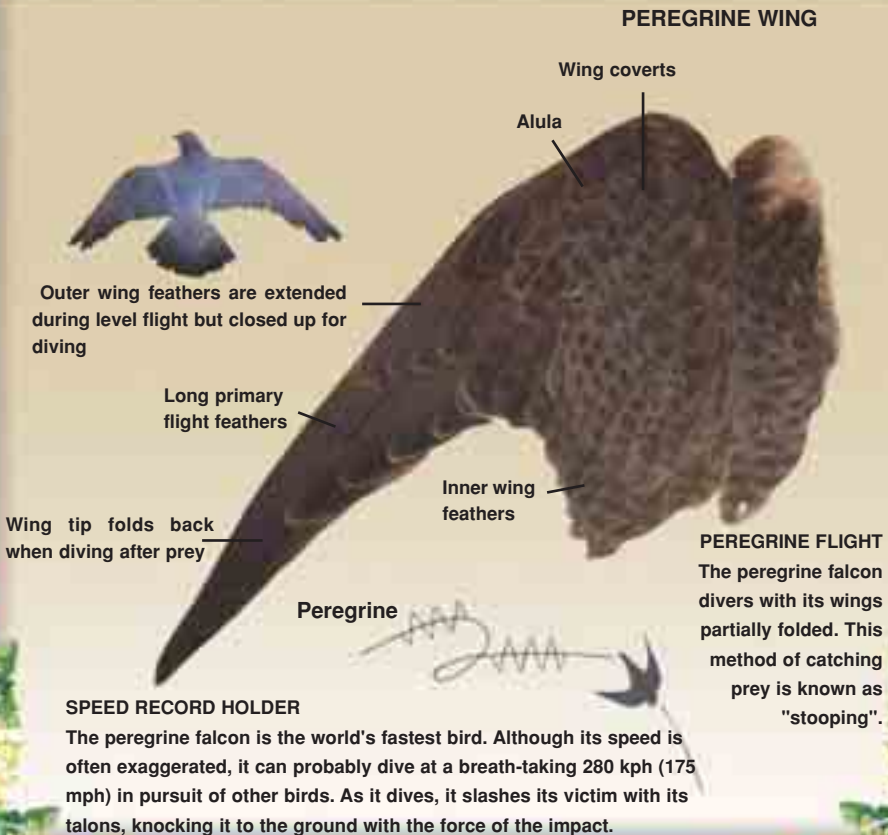 PEREGRINE WING
Wing coverts
Alula
Outer wing feathers are extended
during level flight but closed up for
diving
Long primary
flight feathers
Inner wing
feathers
Wing tip folds back
when diving after prey
PEREGRINE FLIGHT
The peregrine falcon
divers with its wings
partially folded. This
method of catching
prey is known as
"stooping".
Peregrine
SPEED RECORD HOLDER
The peregrine falcon is the world's fastest bird. Although its speed is
often exaggerated, it can probably dive at a breath-taking 280 kph (175
mph) in pursuit of other birds. As it dives, it slashes its victim with its
talons, knocking it to the ground with the force of the impact.